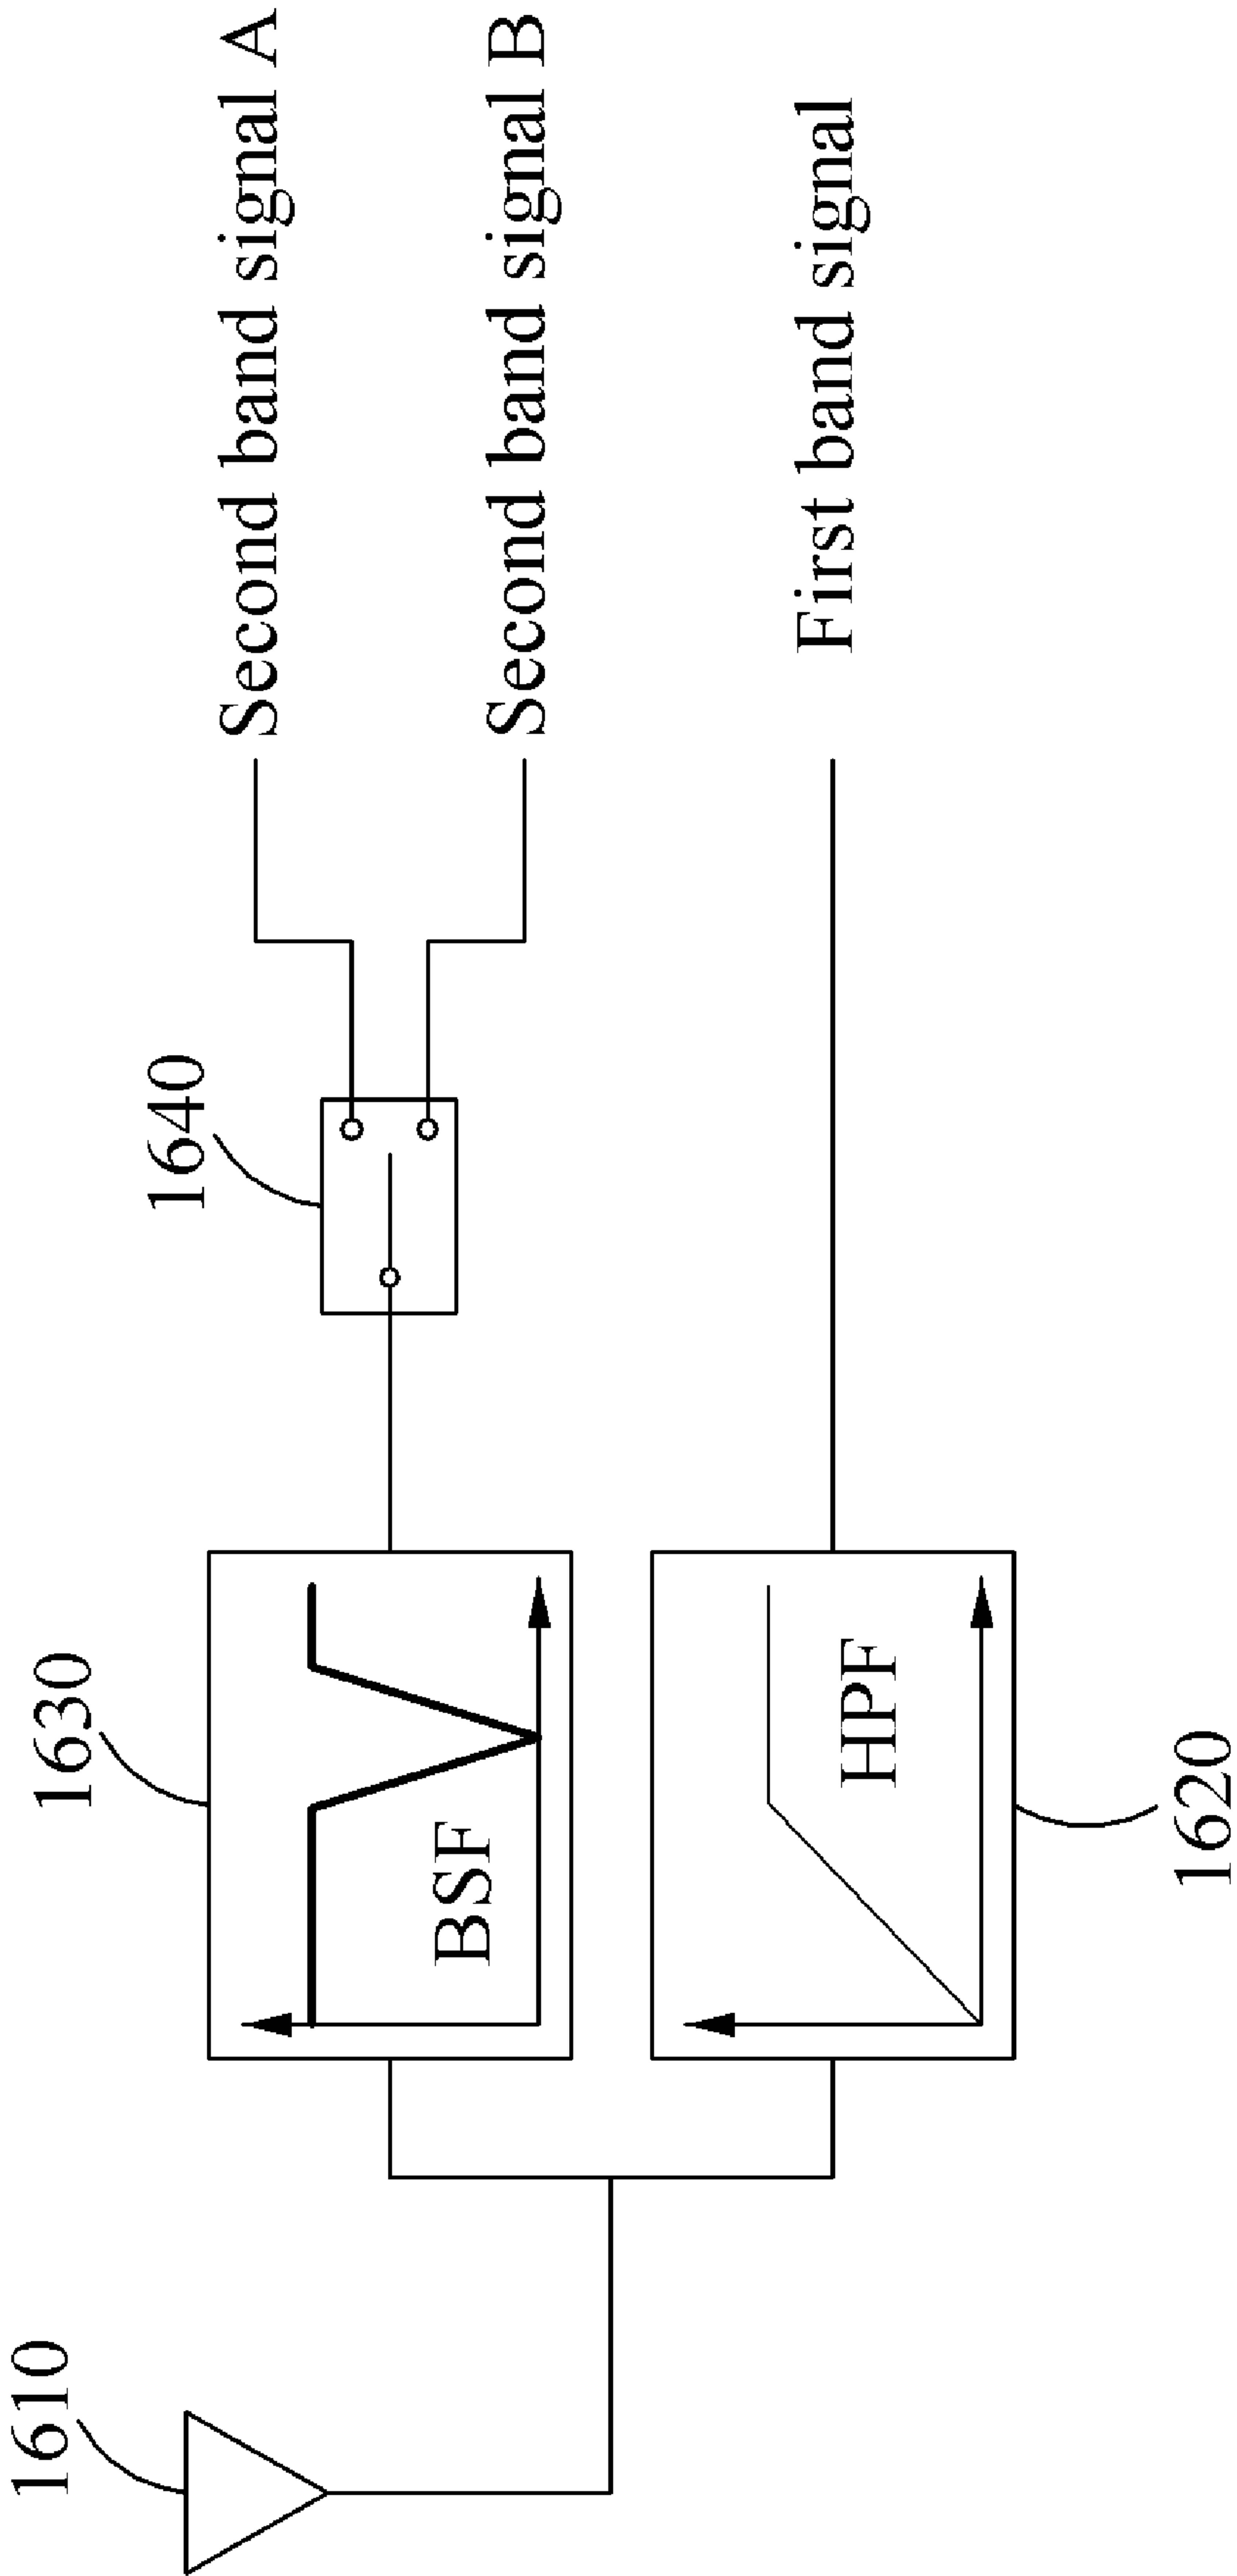 1610
1630
BSF
1640
Second band signal A
Second band signal B
HPF
1620
First band signal